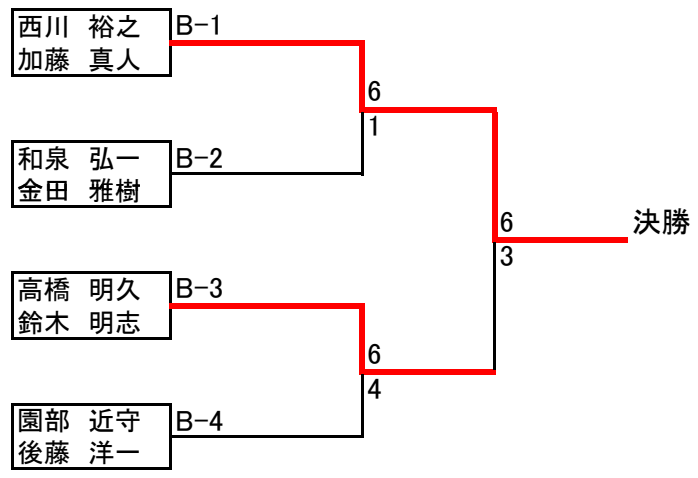 西川　裕之
加藤　真人
B-1
6
1
和泉　弘一
金田　雅樹
B-2
6
3
決勝
高橋　明久
鈴木　明志
B-3
6
4
園部　近守
後藤　洋一
B-4